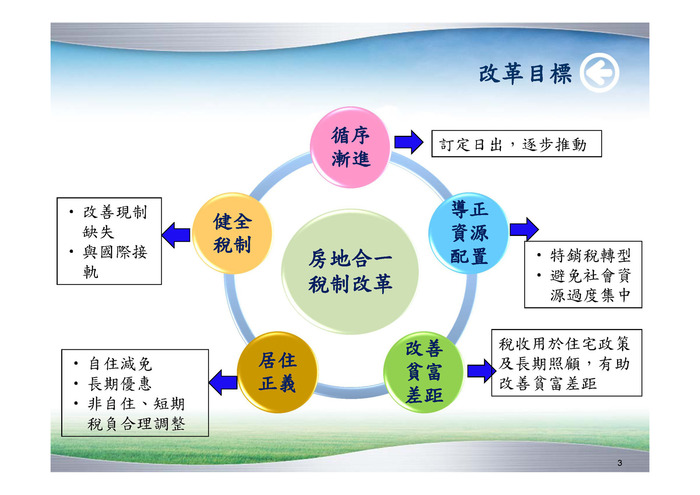 改革目標
循序
漸進
訂定日出，逐步推動
導正
資源
配置
• 特銷稅轉型
• 避免社會資
源過度集中
改善
貧富
差距
稅收用於住宅政策
及長期照顧，有助
改善貧富差距
居住
正義
• 自住減免
• 長期優惠
• 非自住、短期
稅負合理調整
健全
稅制
• 改善現制
缺失
• 與國際接
軌
房地合一
稅制改革
3